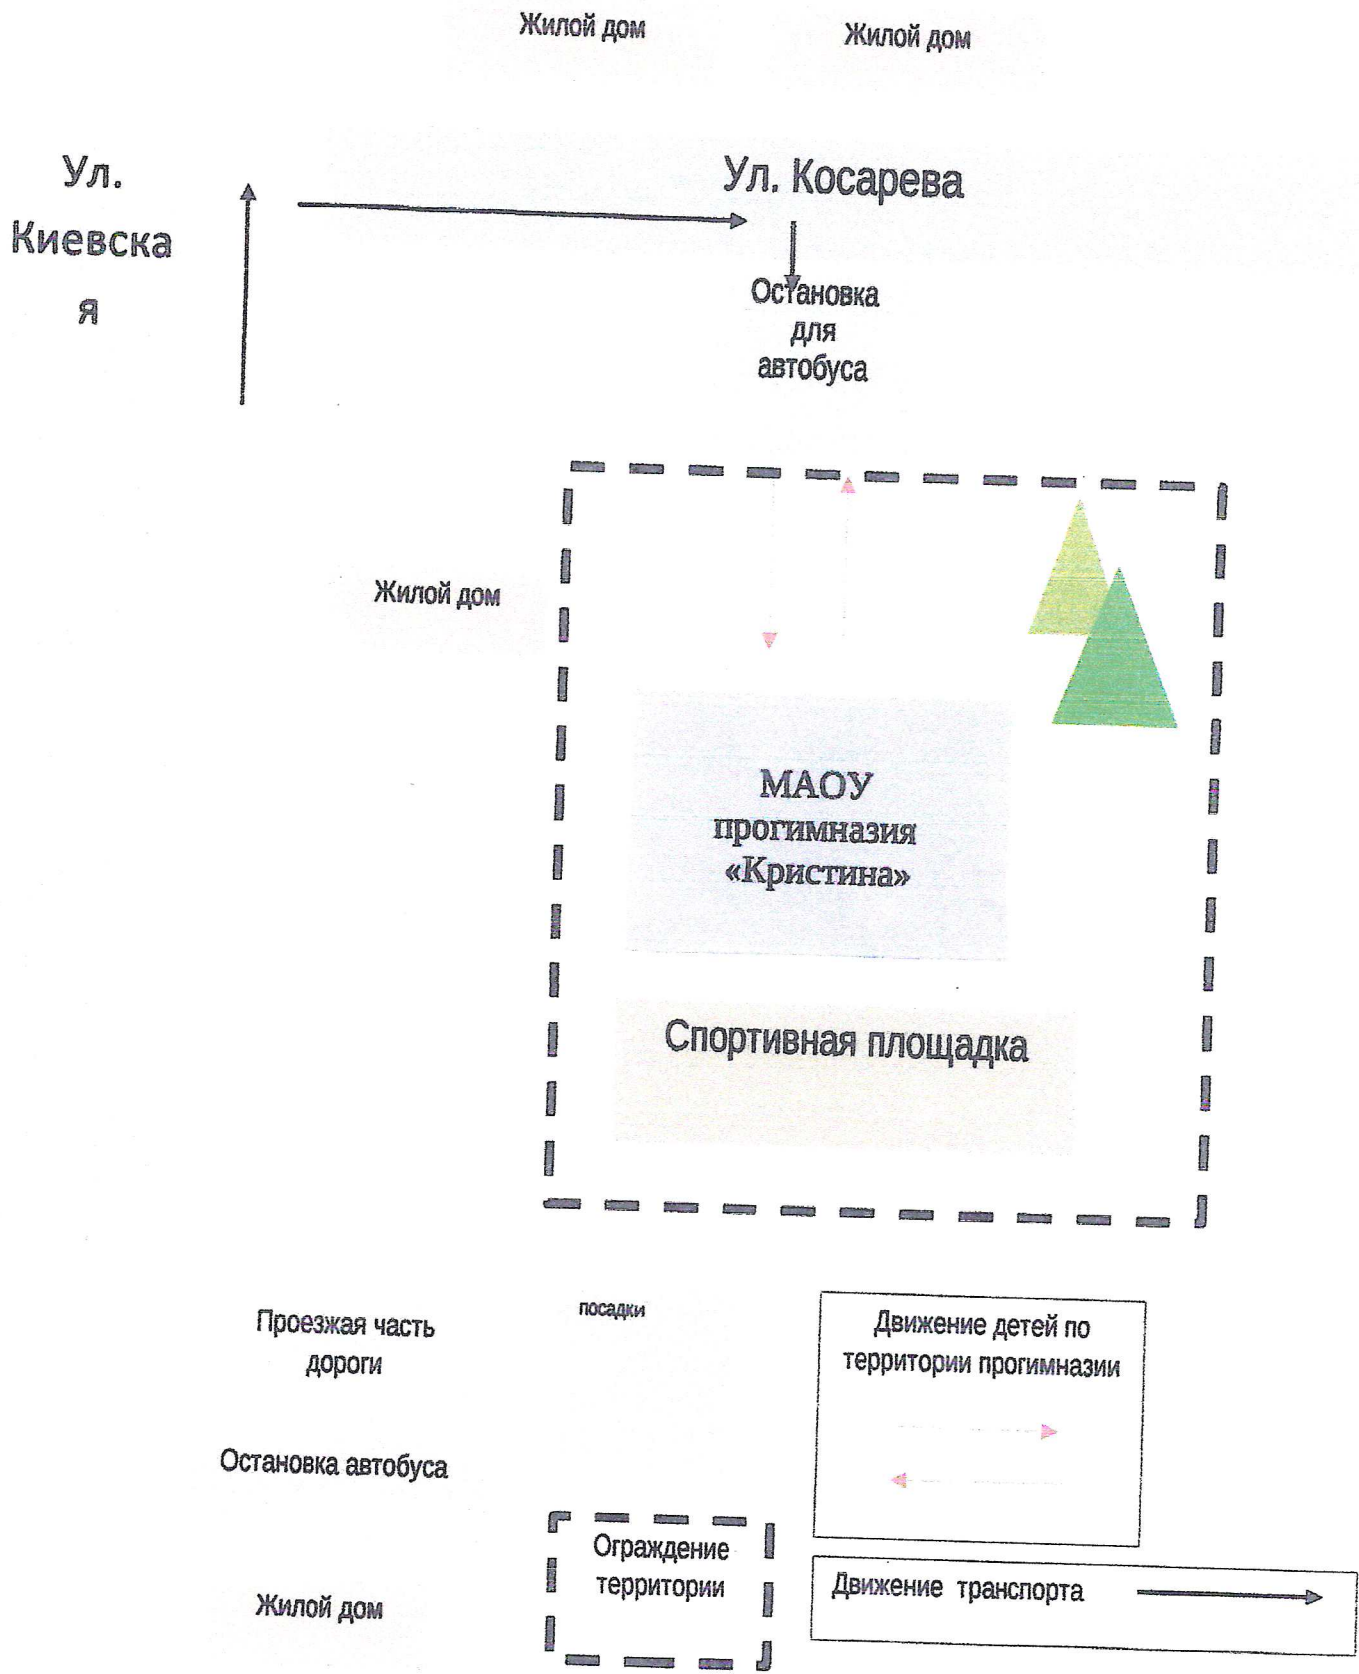 Жилой дом
Жилой дом
Ул.
Киевска
я
Ул. Косарева
Остановка
для
автобуса
Жилой дом
МАОУ
прогимназия
«Кристина»
Спортивная площадка
Проезжая часть
дороги
посадки
Движение детей по
территории прогимназии
Остановка автобуса
Ограждение
территории
Жилой дом
Движение транспорта